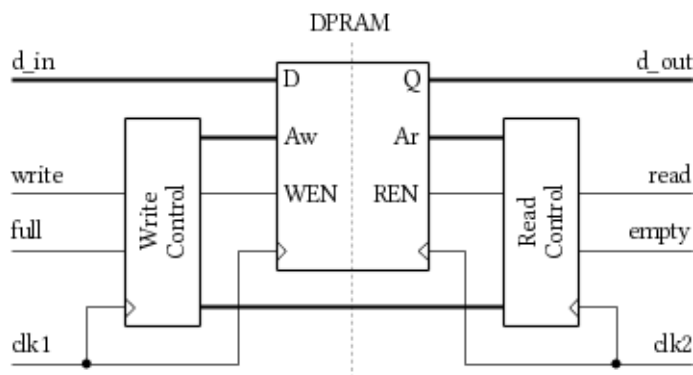 DPRAM
d_in
d_out
D
Q
Aw
Ar
write
WEN
REN
read
full
empty
Write
Control
Read
Control
clk1
clk2